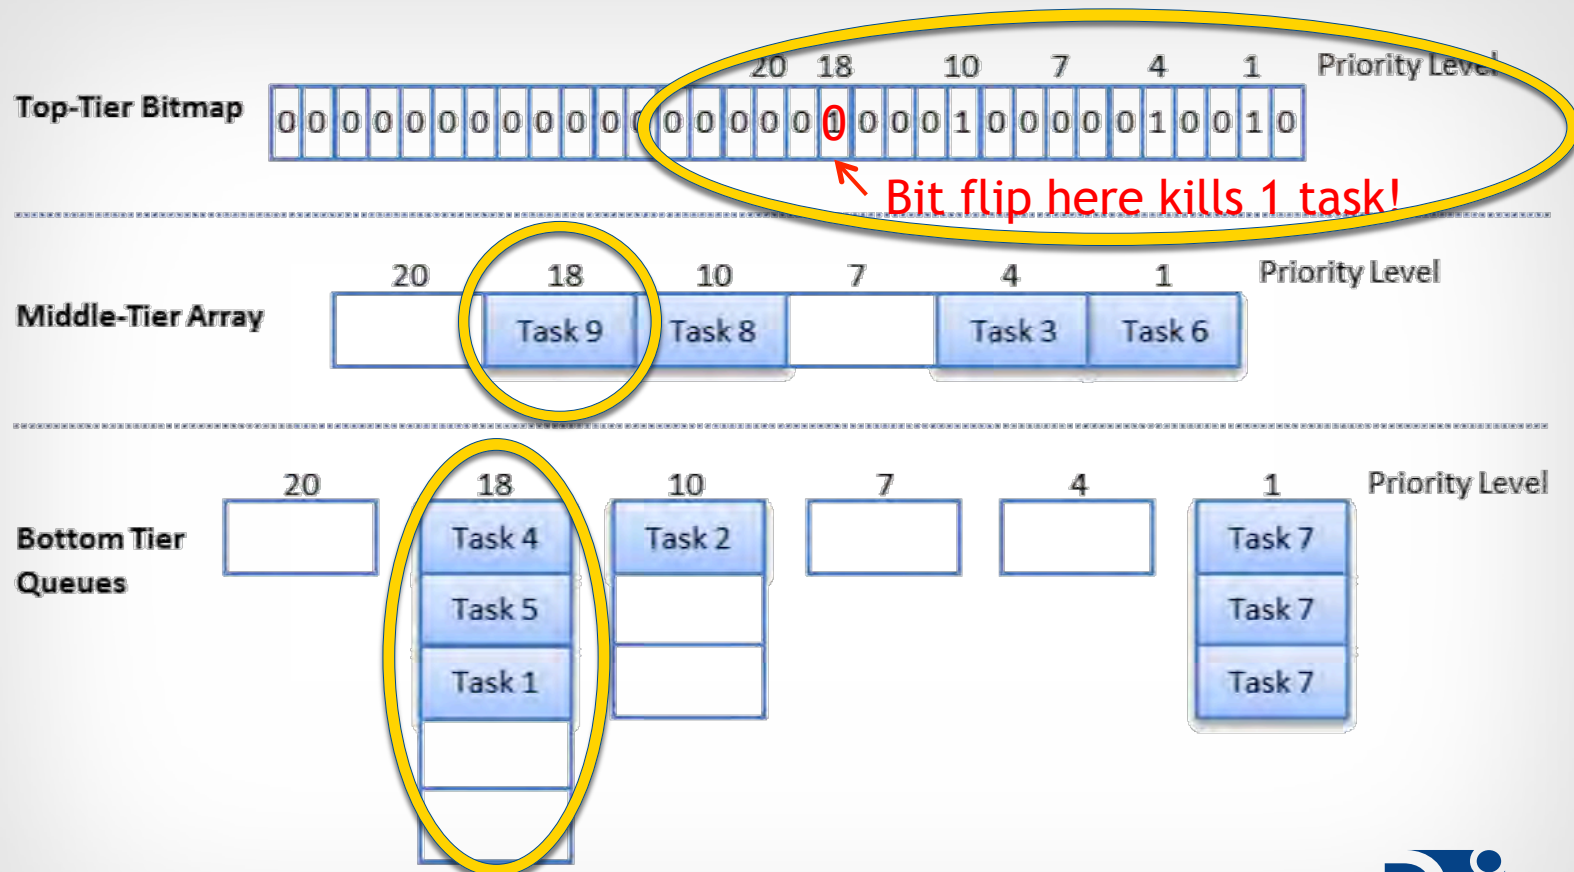 20 18 10 7 4 1 Priority Level
Top-Tier Bitmap 0 0 0 0 0 0 0 0 0 0 0 0 0 0 0 0 0 0 0 0 0 1 0 0 0 0 0 1 0 0 1 0
Bit flip here kills 1 task!
20 18 10 7 4 1 Priority Level
Middle-Tier Array Task 9 Task 8 Task 3 Task 6
20 18 10 7 4 1 Priority Level
Bottom Tier Queues
Task 4 Task 2 Task 7
Task 5 Task 7
Task 1 Task 7